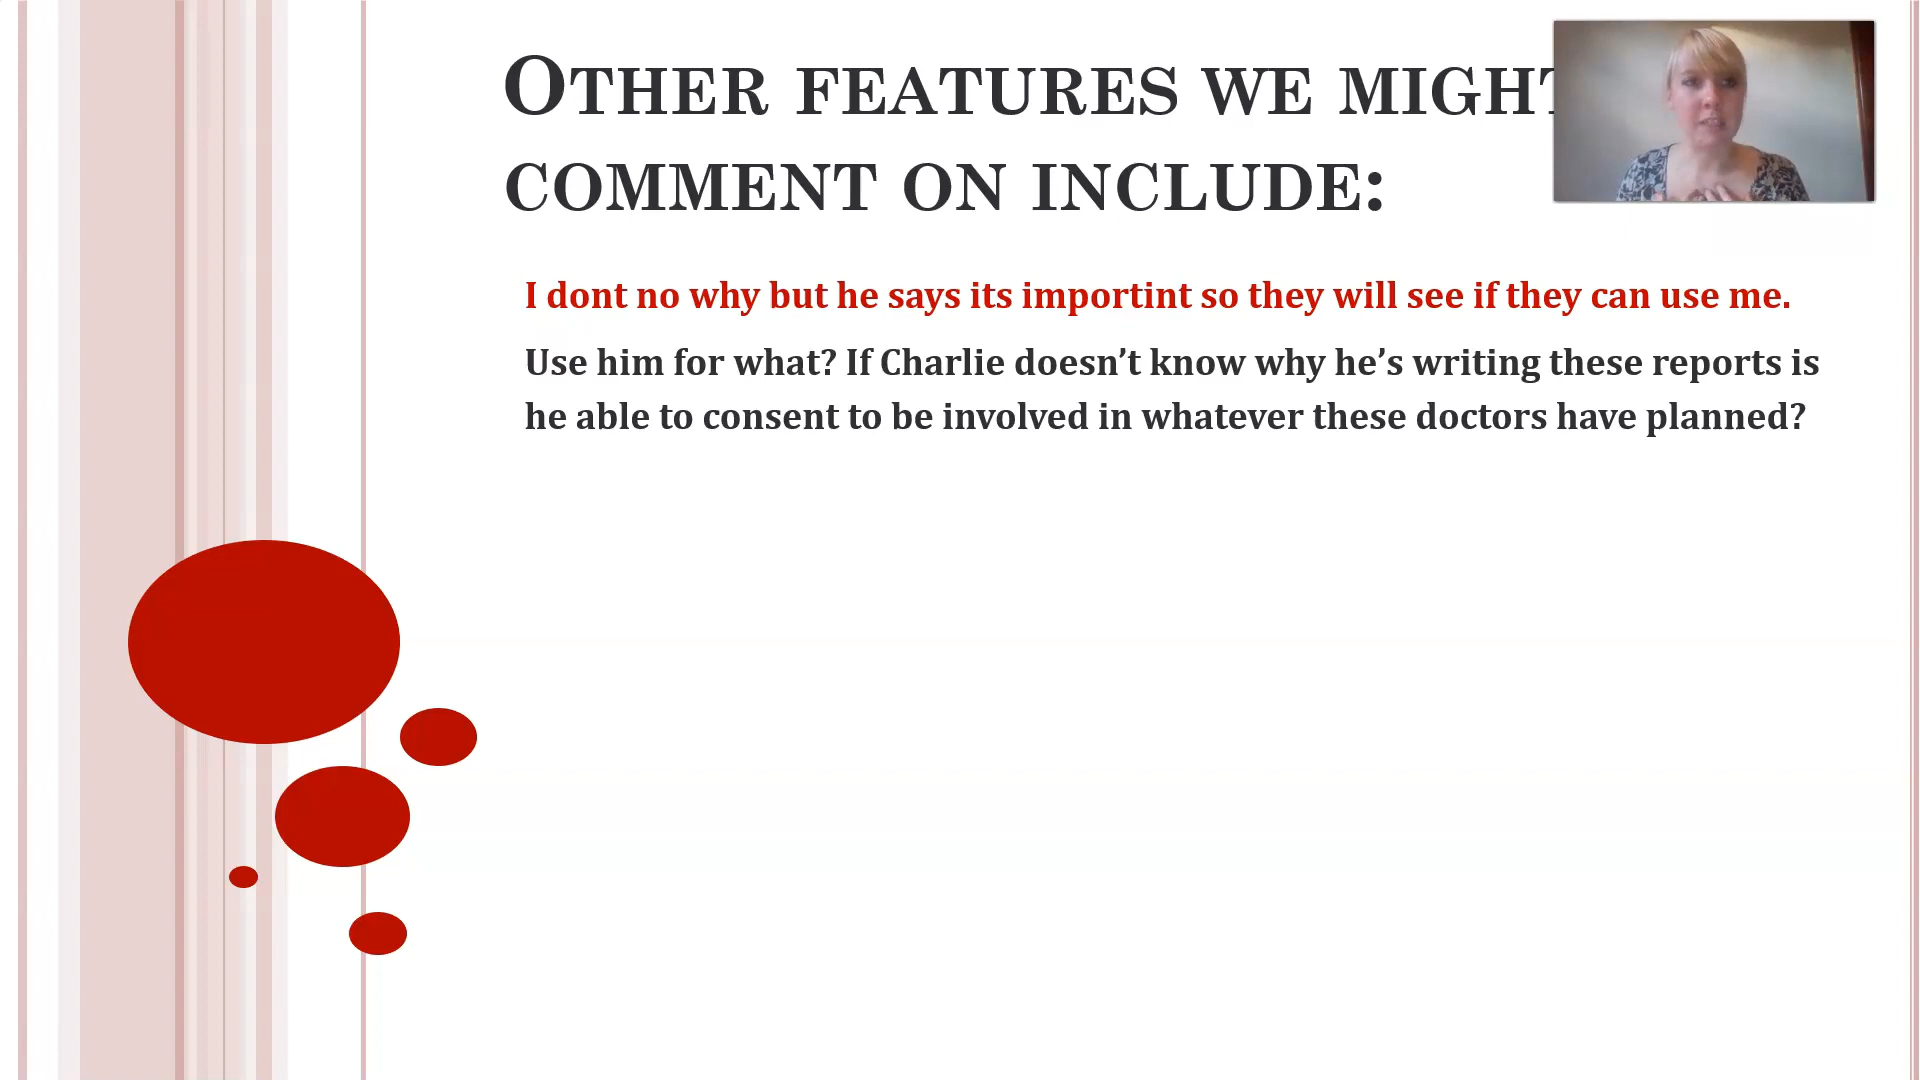 OTHER FEATURES WE MIGHT
COMMENT ON INCLUDE:
I dont no why but he says its importint so they will see if they can use me.
Use him for what? If Charlie doesn’t know why he’s writing these reports is
he able to consent to be involved in whatever these doctors have planned?